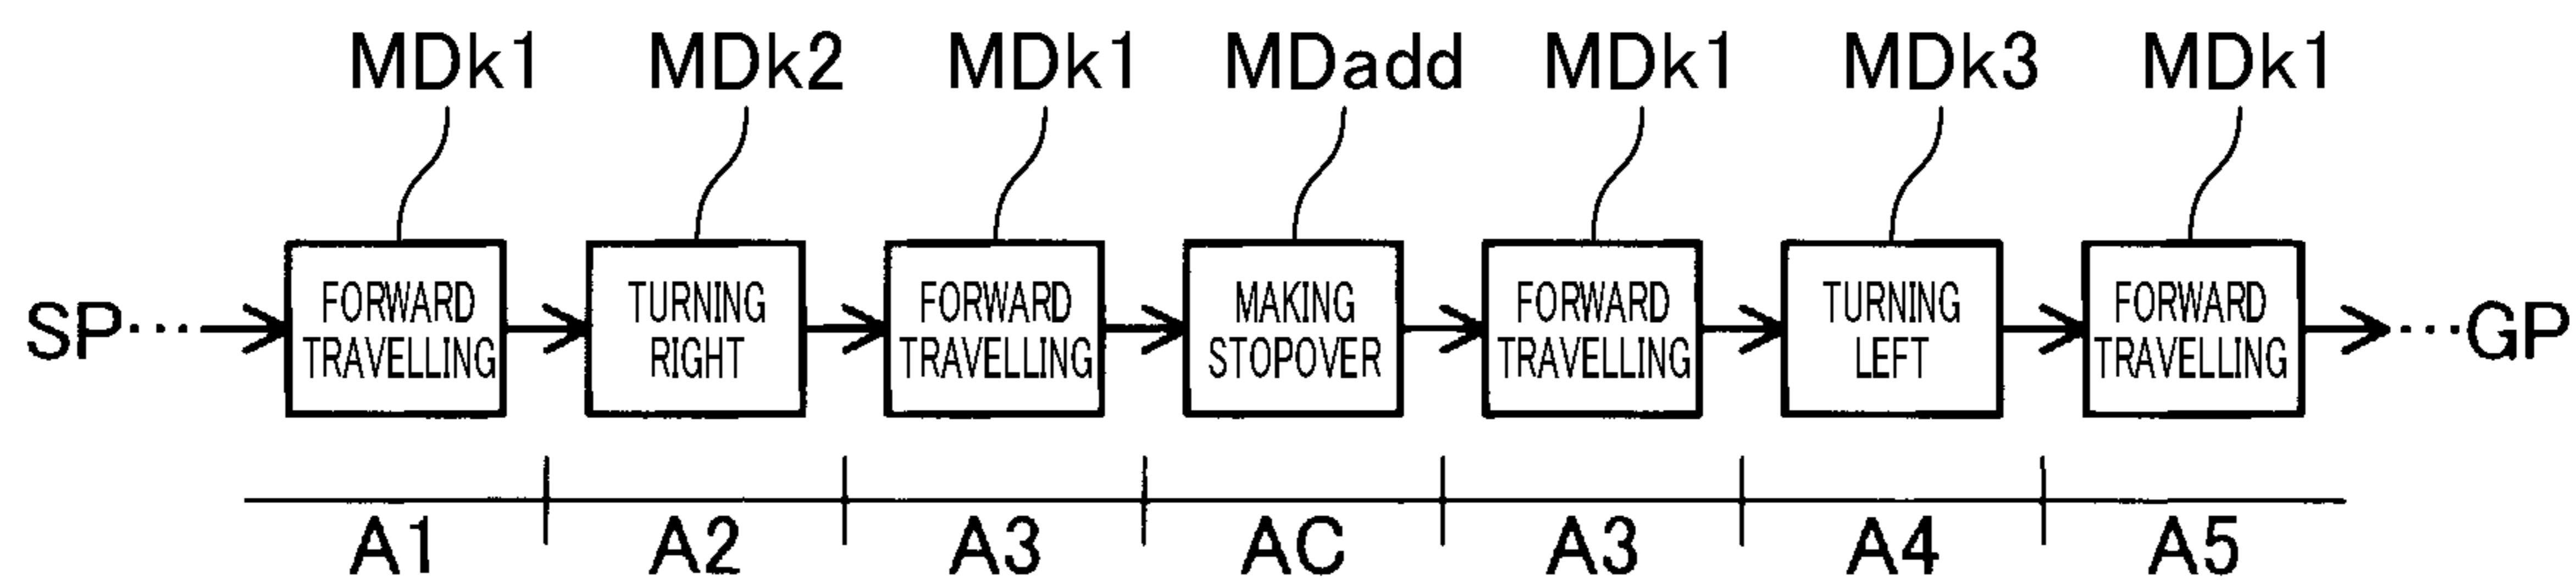 MDk1 MDk2 MDk1 MDadd MDk1 MDk3 MDk1
SP··· FORWARD TRAVELLING TURNING RIGHT FORWARD TRAVELLING MAKING STOPOVER FORWARD TRAVELLING TURNING LEFT FORWARD TRAVELLING ···GP
A1 A2 A3 AC A3 A4 A5